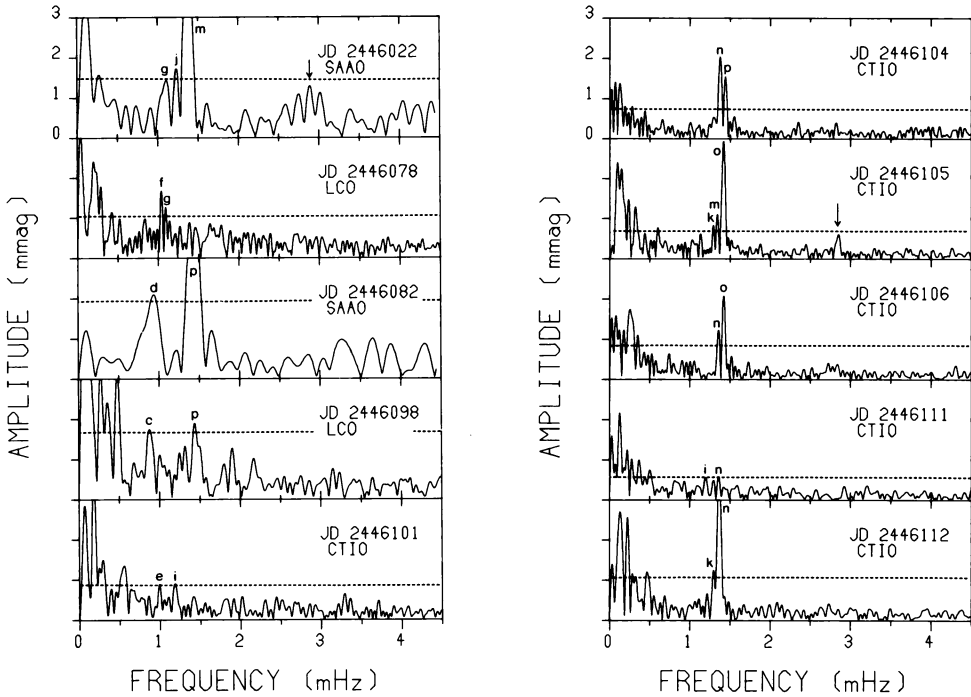 3
2
1
0
m
g
j
JD 2446022
SAAO
f
g
JD 2446078
LCO
d
p
JD 2446082
SAAO
c
p
JD 2446098
LCO
e
i
JD 2446101
CTIO
0
1
2
3
4
AMPLITUDE (mmag)
FREQUENCY (mHz)
3
2
1
0
n
p
JD 2446104
CTIO
o
m
k
JD 2446105
CTIO
o
n
JD 2446106
CTIO
i
n
JD 2446111
CTIO
n
k
JD 2446112
CTIO
0
1
2
3
4
AMPLITUDE (mmag)
FREQUENCY (mHz)